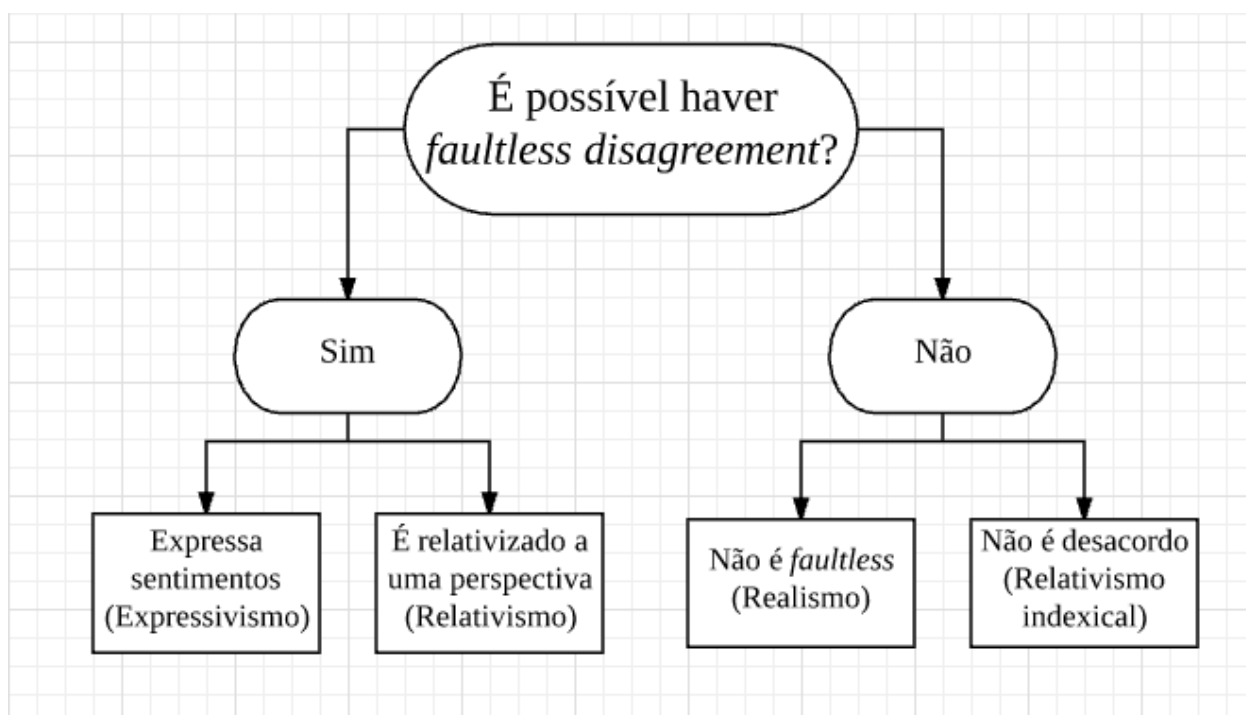 É possível haver
faultless disagreement?
Sim
Não
Expressa
sentimentos
(Expressivismo)
É relativizado a
uma perspectiva
(Relativismo)
Não é faultless
(Realismo)
Não é desacordo
(Relativismo
indexical)